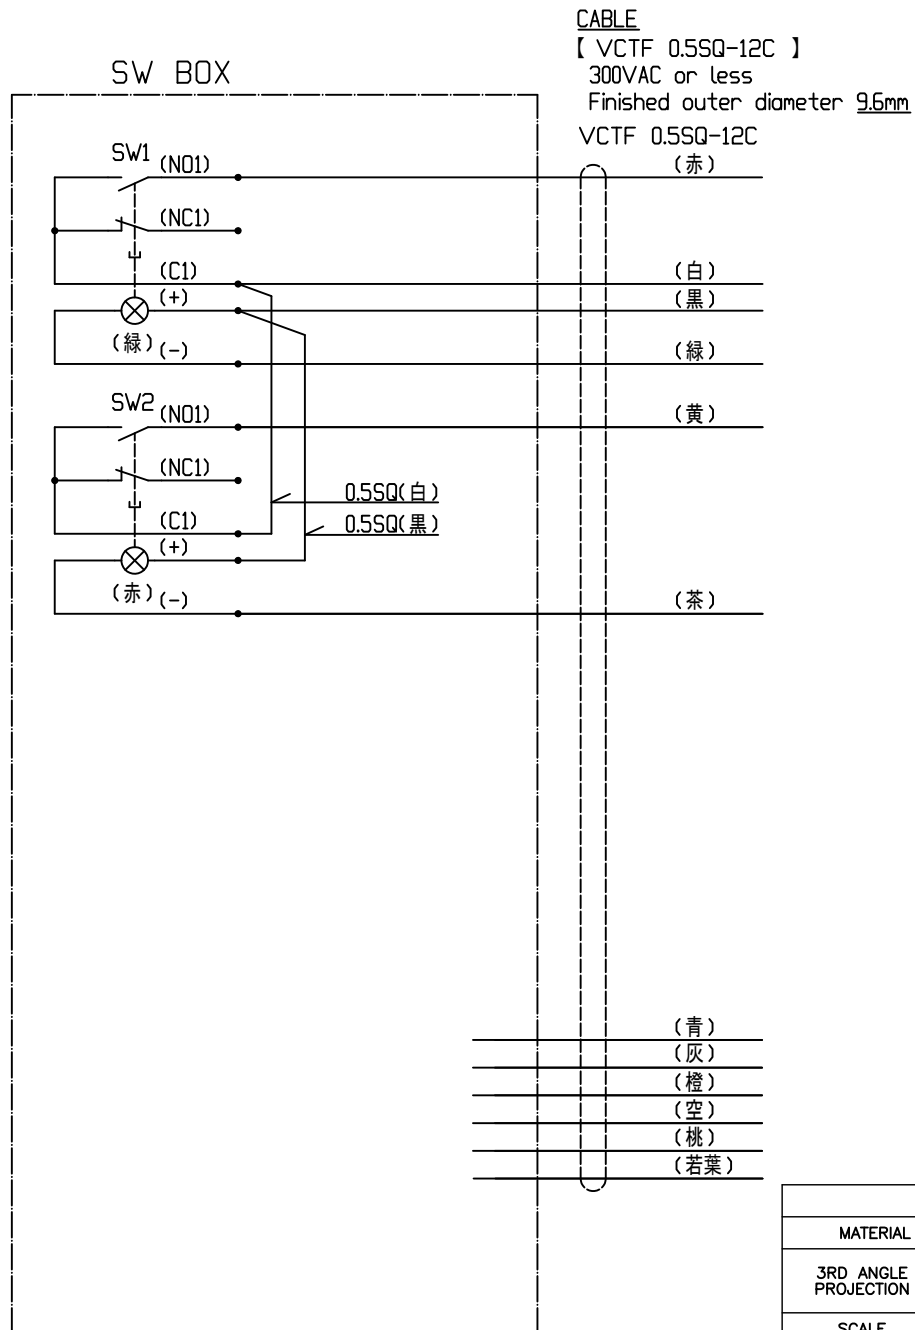 CABLE
【 VCTF 0.5SQ-12C 】
300VAC or less
Finished outer diameter 9.6mm
SW BOX
VCTF 0.5SQ-12C
SW1
(NO1)
(赤)
(NC1)
(C1)
(白)
(+)
(黒)
(緑)
(-)
(緑)
SW2
(NO1)
(黄)
(NC1)
0.5SQ(白)
(C1)
0.5SQ(黒)
(+)
(赤)
(-)
(茶)
(青)
(灰)
(橙)
(空)
(桃)
(若葉)
MATERIAL
3RD ANGLE
PROJECTION
SCALE